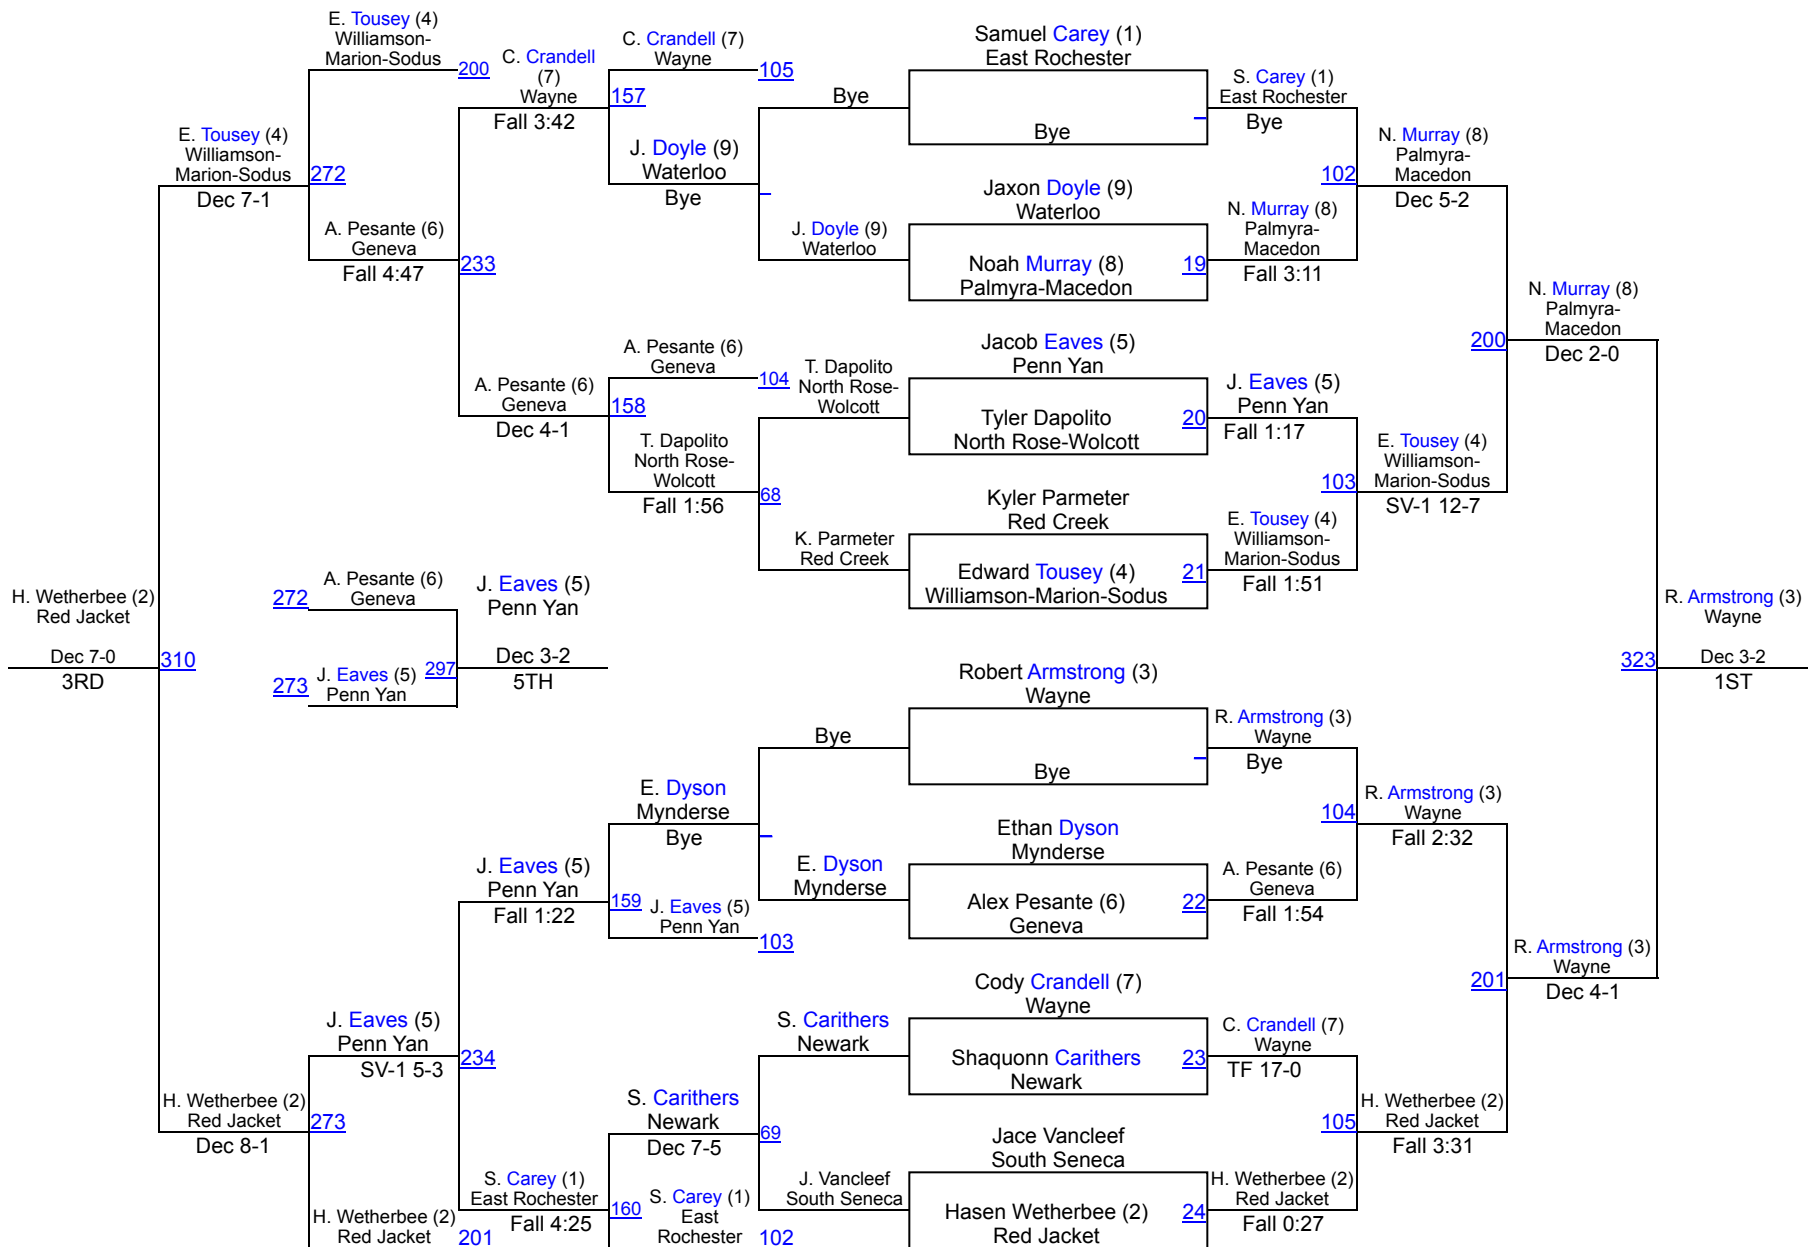 E. Tousey (4)
Williamson-
Marion-Sodus
200
C. Crandell
(7)
Wayne
Fall 3:42
C. Crandell (7)
Wayne
105
157
J. Doyle (9)
Waterloo
Bye
Bye
J. Doyle (9)
Waterloo
Samuel Carey (1)
East Rochester
Bye
S. Carey (1)
East Rochester
Bye
Jaxon Doyle (9)
Waterloo
Noah Murray (8)
Palmyra-Macedon
19
N. Murray (8)
Palmyra-
Macedon
Fall 3:11
102
N. Murray (8)
Palmyra-
Macedon
Dec 5-2
E. Tousey (4)
Williamson-
Marion-Sodus
Dec 7-1
272
A. Pesante (6)
Geneva
Fall 4:47
233
A. Pesante (6)
Geneva
Dec 4-1
A. Pesante (6)
Geneva
104
158
T. Dapolito
North Rose-
Wolcott
Fall 1:56
T. Dapolito
North Rose-
Wolcott
68
K. Parmeter
Red Creek
Jacob Eaves (5)
Penn Yan
Tyler Dapolito
North Rose-Wolcott
20
J. Eaves (5)
Penn Yan
Fall 1:17
Kyler Parmeter
Red Creek
Edward Tousey (4)
Williamson-Marion-Sodus
21
E. Tousey (4)
Williamson-
Marion-Sodus
Fall 1:51
103
E. Tousey (4)
Williamson-
Marion-Sodus
SV-1 12-7
200
N. Murray (8)
Palmyra-
Macedon
Dec 2-0
H. Wetherbee (2)
Red Jacket
Dec 7-0
3RD
310
272
A. Pesante (6)
Geneva
273
J. Eaves (5)
Penn Yan
297
J. Eaves (5)
Penn Yan
Dec 3-2
5TH
323
R. Armstrong (3)
Wayne
Dec 3-2
1ST
Robert Armstrong (3)
Wayne
Bye
Bye
R. Armstrong (3)
Wayne
Bye
E. Dyson
Mynderse
Bye
E. Dyson
Mynderse
Ethan Dyson
Mynderse
Alex Pesante (6)
Geneva
22
A. Pesante (6)
Geneva
Fall 1:54
104
R. Armstrong (3)
Wayne
Fall 2:32
J. Eaves (5)
Penn Yan
Fall 1:22
159
J. Eaves (5)
Penn Yan
103
201
R. Armstrong (3)
Wayne
Dec 4-1
J. Eaves (5)
Penn Yan
SV-1 5-3
234
S. Carithers
Newark
Cody Crandell (7)
Wayne
Shaquonn Carithers
Newark
23
C. Crandell (7)
Wayne
TF 17-0
H. Wetherbee (2)
Red Jacket
Dec 8-1
273
S. Carithers
Newark
Dec 7-5
69
J. Vancleef
South Seneca
Jace Vancleef
South Seneca
Hasen Wetherbee (2)
Red Jacket
24
H. Wetherbee (2)
Red Jacket
Fall 0:27
105
H. Wetherbee (2)
Red Jacket
Fall 3:31
H. Wetherbee (2)
Red Jacket
201
S. Carey (1)
East Rochester
Fall 4:25
160
S. Carey (1)
East
Rochester
102